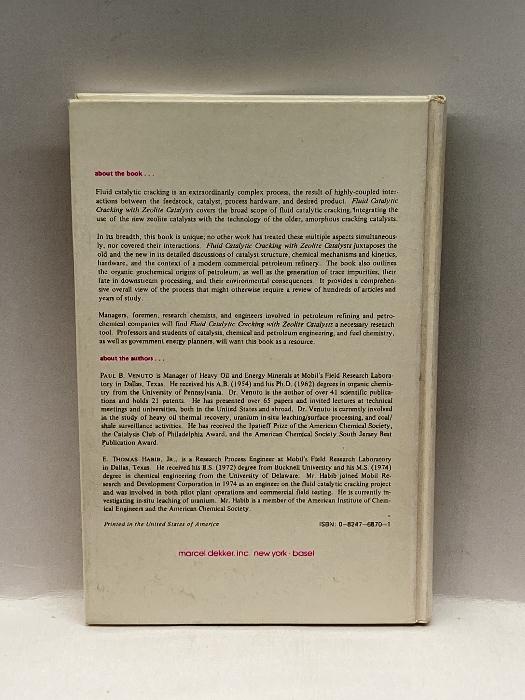 about the book . . .
Fluid catalytic cracking is an extraordinarily complex process, the result of highly-coupled inter-
actions between the feedstock, catalyst, process hardware, and desired product. Fluid Catalytic
Cracking with Zeolite Catalysts covers the broad scope of fluid catalytic cracking, integrating the
use of the new zeolite catalysts with the technology of the older, amorphous cracking catalysts.
In its breadth, this book is unique; no other work has treated these multiple aspects simultaneous-
ly, nor covered their interactions. Fluid Catalytic Cracking with Zeolite Catalysts juxtaposes the
old and the new in its detailed discussions of catalyst structure, chemical mechanisms and kinetics,
hardware, and the context of a modern commercial petroleum refinery. The book also outlines
the organic geochemical origins of petroleum, as well as the generation of trace impurities, their
fate in downstream processing, and their environmental consequences. It provides a comprehen-
sive overall view of the process that might otherwise require a review of hundreds of articles and
years of study.
Managers, foremen, research chemists, and engineers involved in petroleum refining and petro-
chemical companies will find Fluid Catalytic Cracking with Zeolite Catalysts a necessary research
tool. Professors and students of catalysis, chemical and petroleum engineering, and fuel chemistry,
as well as government energy planners, will want this book as a resource.
about the authors . . .
PAUL B. VENUTO is Manager of Heavy Oil and Energy Minerals at Mobil's Field Research Labora-
tory in Dallas, Texas. He received his A.B. (1954) and his Ph.D. (1962) degrees in organic chemis-
try from the University of Pennsylvania. Dr. Venuto is the author of over 41 scientific publica-
tions and holds 21 patents. He has presented over 65 papers and invited lectures at technical
meetings and universities, both in the United States and abroad. Dr. Venuto is currently involved
in the study of heavy oil thermal recovery, uranium in-situ leaching/surface processing, and coal/
shale surveillance activities. He has received the Ipatieff Prize of the American Chemical Society,
the Catalysis Club of Philadelphia Award, and the American Chemical Society South Jersey Best
Publication Award.
E. THOMAS HABIB, JR., is a Research Process Engineer at Mobil's Field Research Laboratory
in Dallas, Texas. He received his B.S. (1972) degree from Bucknell University and his M.S. (1974)
degree in chemical engineering from the University of Delaware. Mr. Habib joined Mobil Re-
search and Development Corporation in 1974 as an engineer on the fluid catalytic cracking project
and was involved in both pilot plant operations and commercial field testing. He is currently in-
vestigating in-situ leaching of uranium. Mr. Habib is a member of the American Institute of Chem-
ical Engineers and the American Chemical Society.
Printed in the United States of America ISBN: 0-8247-6870-1
marcel dekker, inc. new york · basel